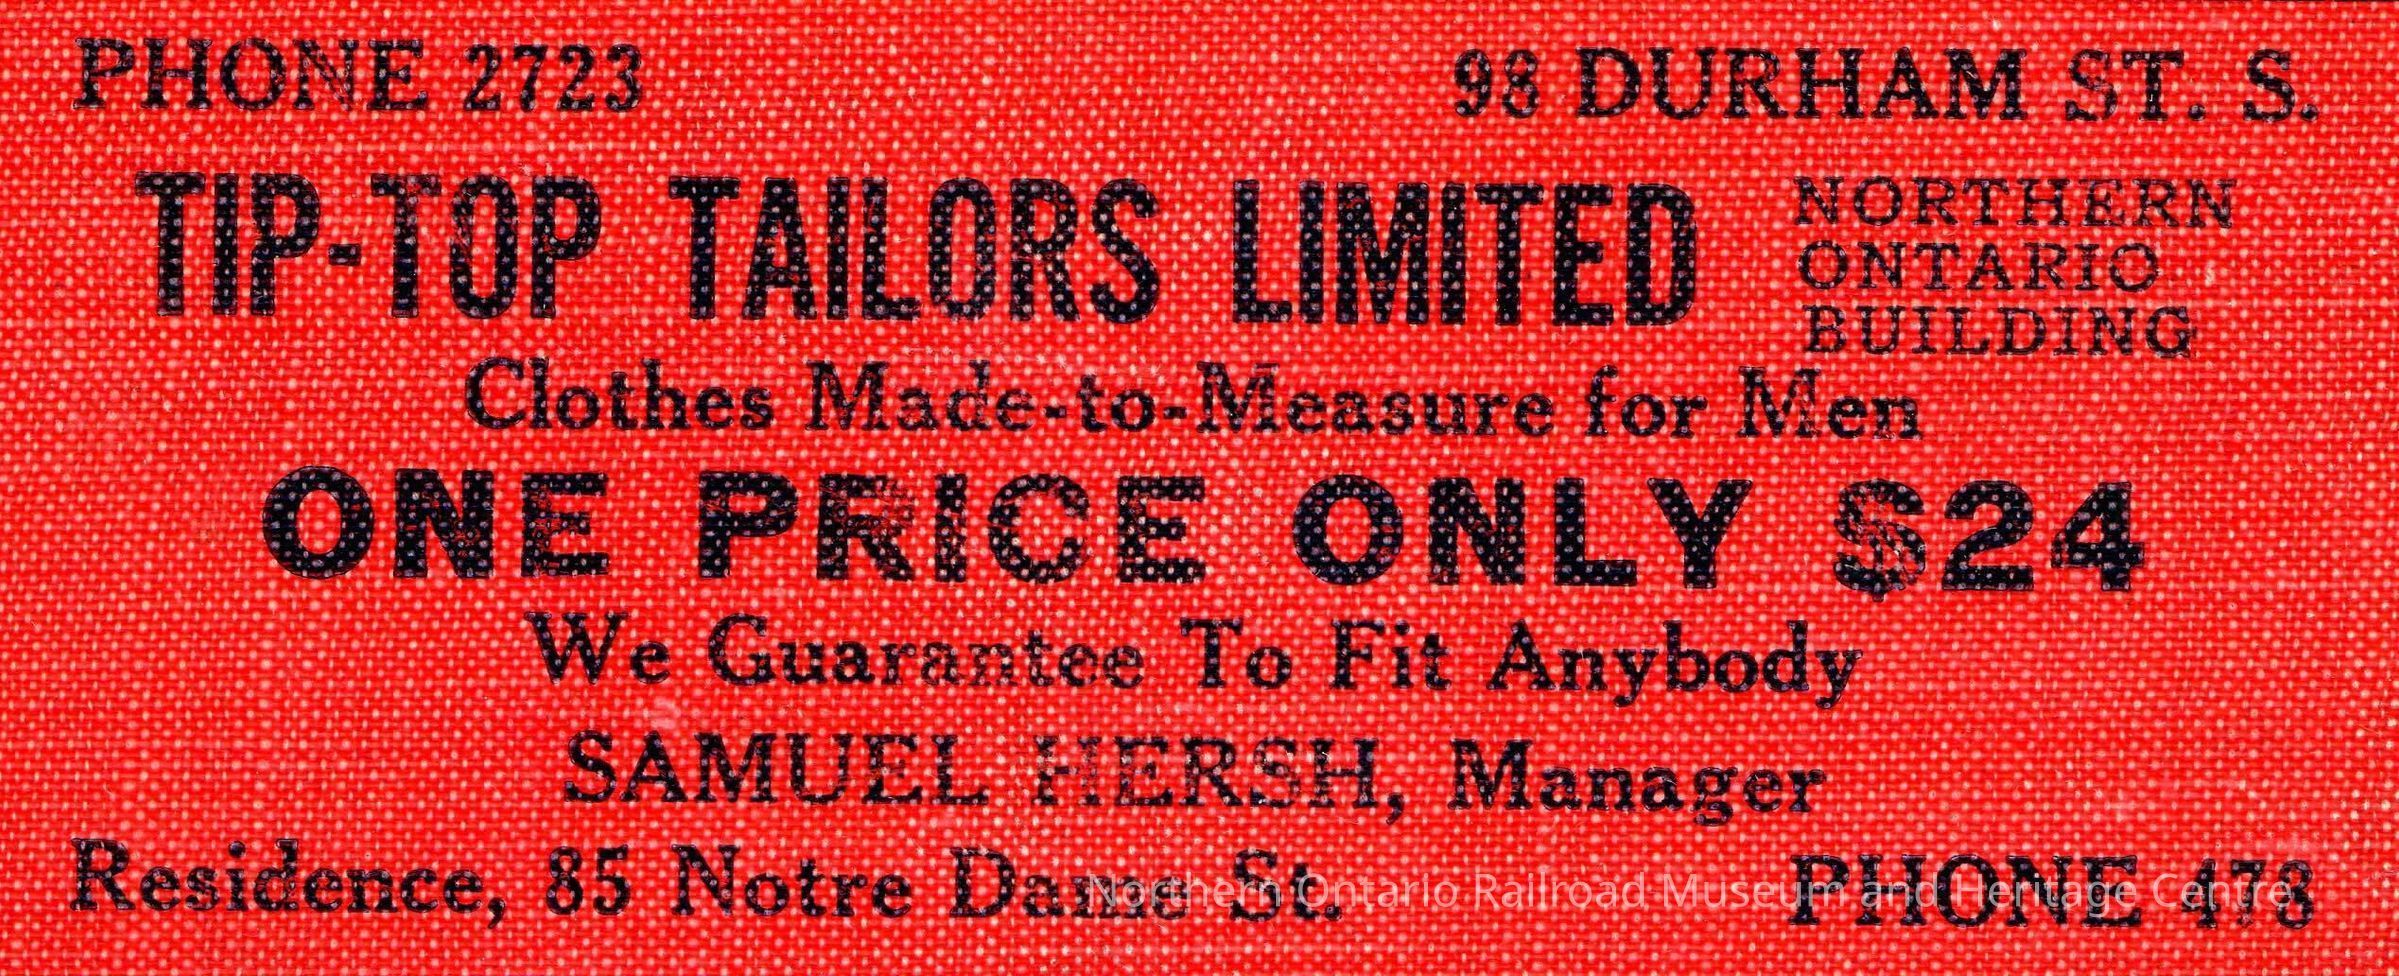 PHONE 2723
98 DURHAM ST. S.
TIP-TOP TAILORS LIMITED
NORTHERN
ONTARIO
BUILDING
Clothes Made-to-Measure for Men
ONE PRICE ONLY $24
We Guarantee To Fit Anybody
SAMUEL HERSH, Manager
Residence, 85 Notre Dame St.
PHONE 478
Northern Ontario Railroad Museum and Heritage Centre